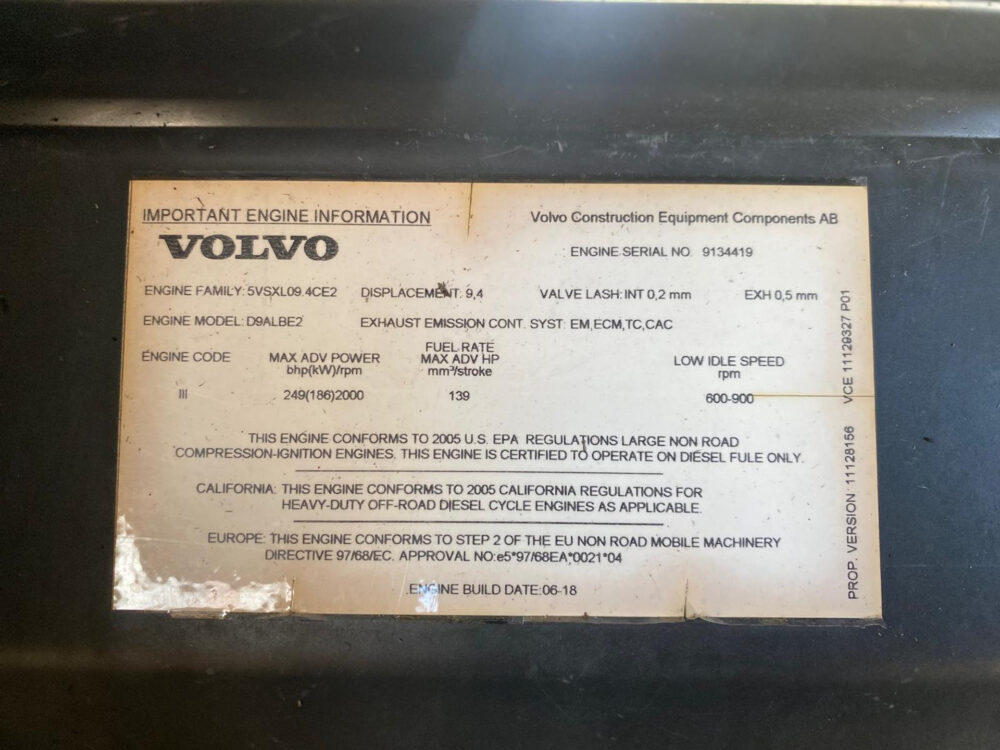 IMPORTANT ENGINE INFORMATION
Volvo Construction Equipment Components AB
VOLVO
ENGINE SERIAL NO. 9134419
ENGINE FAMILY: 5VSXL09.4CE2 DISPLACEMENT: 9,4 VALVE LASH: INT 0,2 mm EXH 0,5 mm
ENGINE MODEL: D9ALBE2 EXHAUST EMISSION CONT. SYST: EM,ECM,TC,CAC
ENGINE CODE
MAX ADV POWER
bhp(kW)/rpm
FUEL RATE
MAX ADV HP
mm³/stroke
LOW IDLE SPEED
rpm
III 249(186)2000 139 600-900
THIS ENGINE CONFORMS TO 2005 U.S. EPA REGULATIONS LARGE NON ROAD
COMPRESSION-IGNITION ENGINES. THIS ENGINE IS CERTIFIED TO OPERATE ON DIESEL FULE ONLY.
CALIFORNIA: THIS ENGINE CONFORMS TO 2005 CALIFORNIA REGULATIONS FOR
HEAVY-DUTY OFF-ROAD DIESEL CYCLE ENGINES AS APPLICABLE.
EUROPE: THIS ENGINE CONFORMS TO STEP 2 OF THE EU NON ROAD MOBILE MACHINERY
DIRECTIVE 97/68/EC. APPROVAL NO:e5*97/68EA*0021*04
ENGINE BUILD DATE:06-18
PROP. VERSION 11128156 VCE 11129327 P01